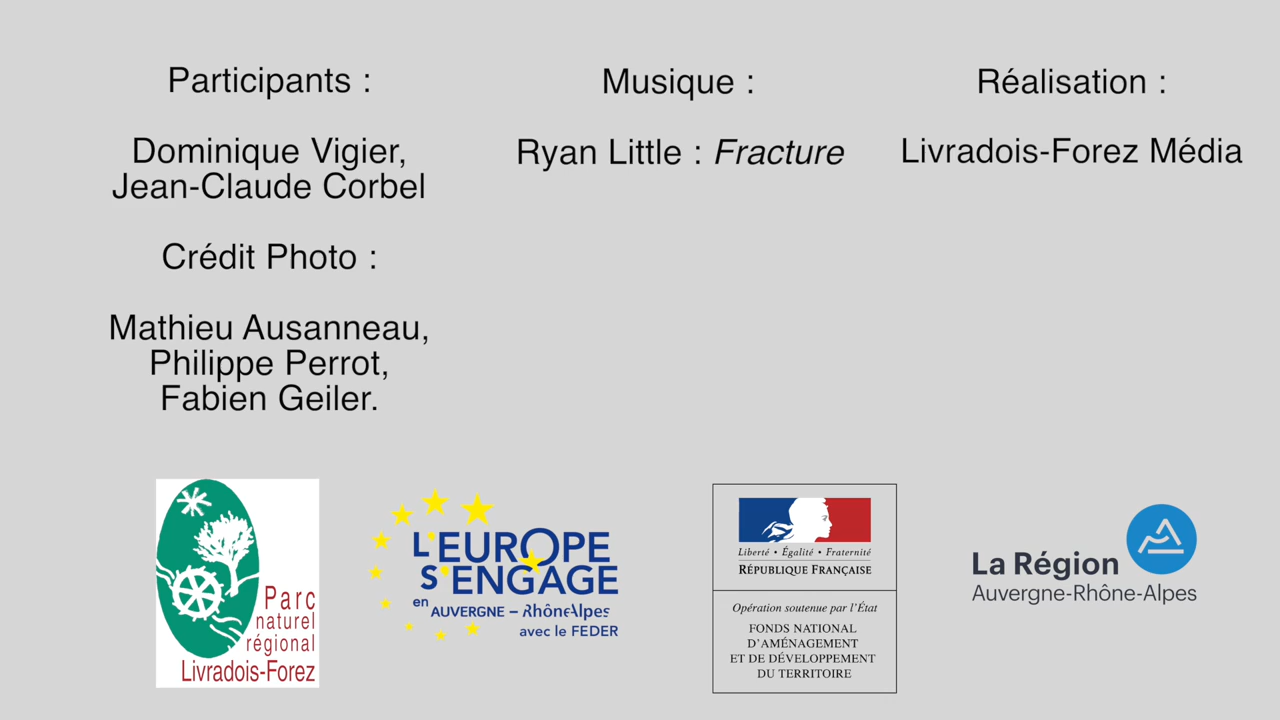 Participants :
Dominique Vigier,
Jean-Claude Corbel
Crédit Photo :
Mathieu Ausanneau,
Philippe Perrot,
Fabien Geiler.
Musique :
Ryan Little : Fracture
Réalisation :
Livradois-Forez Média
Parc
naturel
régional
Livradois-Forez
L'EUROPE
S'ENGAGE
en AUVERGNE – RhôneAlpes
avec le FEDER
Liberté • Égalité • Fraternité
RÉPUBLIQUE FRANÇAISE
Opération soutenue par l'État
FONDS NATIONAL
D'AMÉNAGEMENT
ET DE DÉVELOPPEMENT
DU TERRITOIRE
La Région
Auvergne-Rhône-Alpes